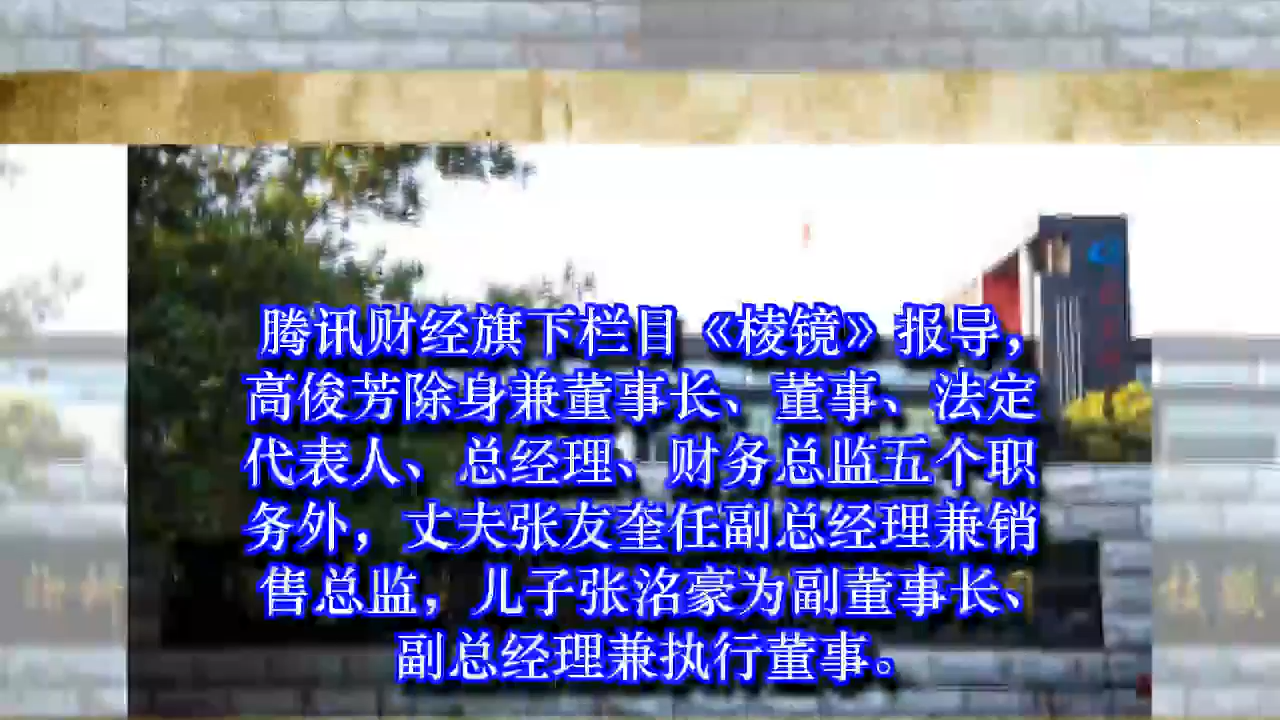 腾讯财经旗下栏目《棱镜》报导，
高俊芳除身兼董事长、董事、法定
代表人、总经理、财务总监五个职
务外，丈夫张友奎任副总经理兼销
售总监，儿子张洺豪为副董事长、
副总经理兼执行董事。